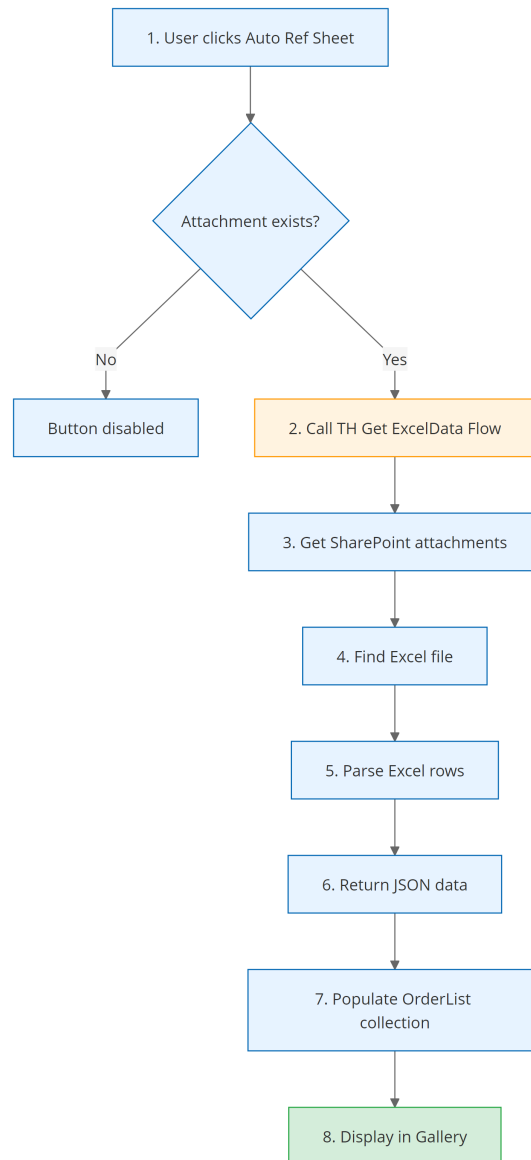 1. User clicks Auto Ref Sheet
Attachment exists?
No
Yes
Button disabled
2. Call TH Get ExcelData Flow
3. Get SharePoint attachments
4. Find Excel file
5. Parse Excel rows
6. Return JSON data
7. Populate OrderList
collection
8. Display in Gallery